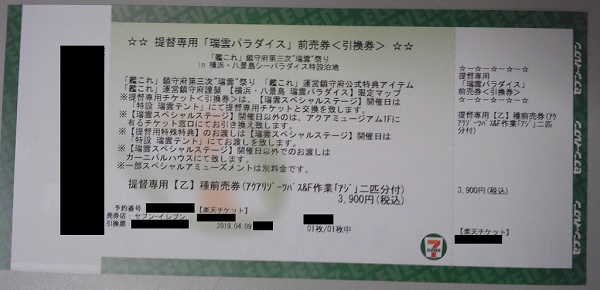 ☆☆ 提督専用「瑞雲パラダイス」前売券<引換券> ☆☆
「艦これ」鎮守府第三次"瑞雲"祭り
in 横浜・八景島シーパラダイス特設泊地
「艦これ」鎮守府第三次"瑞雲"祭り 「艦これ」運営鎮守府公式特典アイテム
「艦これ」運営鎮守府謹製 【横浜・八景島 瑞雲パラダイス】限定マップ
※提督専用チケット<引換券>は、【瑞雲スペシャルステージ】開催日は
「特設 瑞雲テント」にて提督専用チケットと交換を致します。
※【瑞雲スペシャルステージ】開催日以外のは、アクアミュージアム1Fに
有るチケット窓口にてお引き換え致します。
※【提督用特殊特典】のお渡しは【瑞雲スペシャルステージ】開催日は
「特設 瑞雲テント」にてお渡しを致します。
※【瑞雲スペシャルステージ】開催日以外でのお渡しは
カーニバルハウスにて致します。
※一部スペシャルアミューズメントは別料金です。
提督専用【乙】種前売券(ｱｸｱﾘｿﾞｰﾂﾊﾟｽ&F作業｢ｱｼﾞ｣二匹分付)
3,900円(税込)
予約番号:
【楽天チケット】
発券店: セブン-イレブン
引換票
2019.04.09
01枚/01枚中
☆-☆-☆-☆-☆-
提督専用
「瑞雲パラダイス」
前売券<引換券>
☆-☆-☆-☆-☆-
提督専用【乙】種前売券(ｱｸ
ｱﾘｿﾞｰﾂﾊﾟｽ&F作業｢ｱｼﾞ｣二匹
分付)
3,900円(税込)
【楽天チケット】
7
ELEVEN
セブン-イレブン
セブン-イレブン
セブン-イレブン